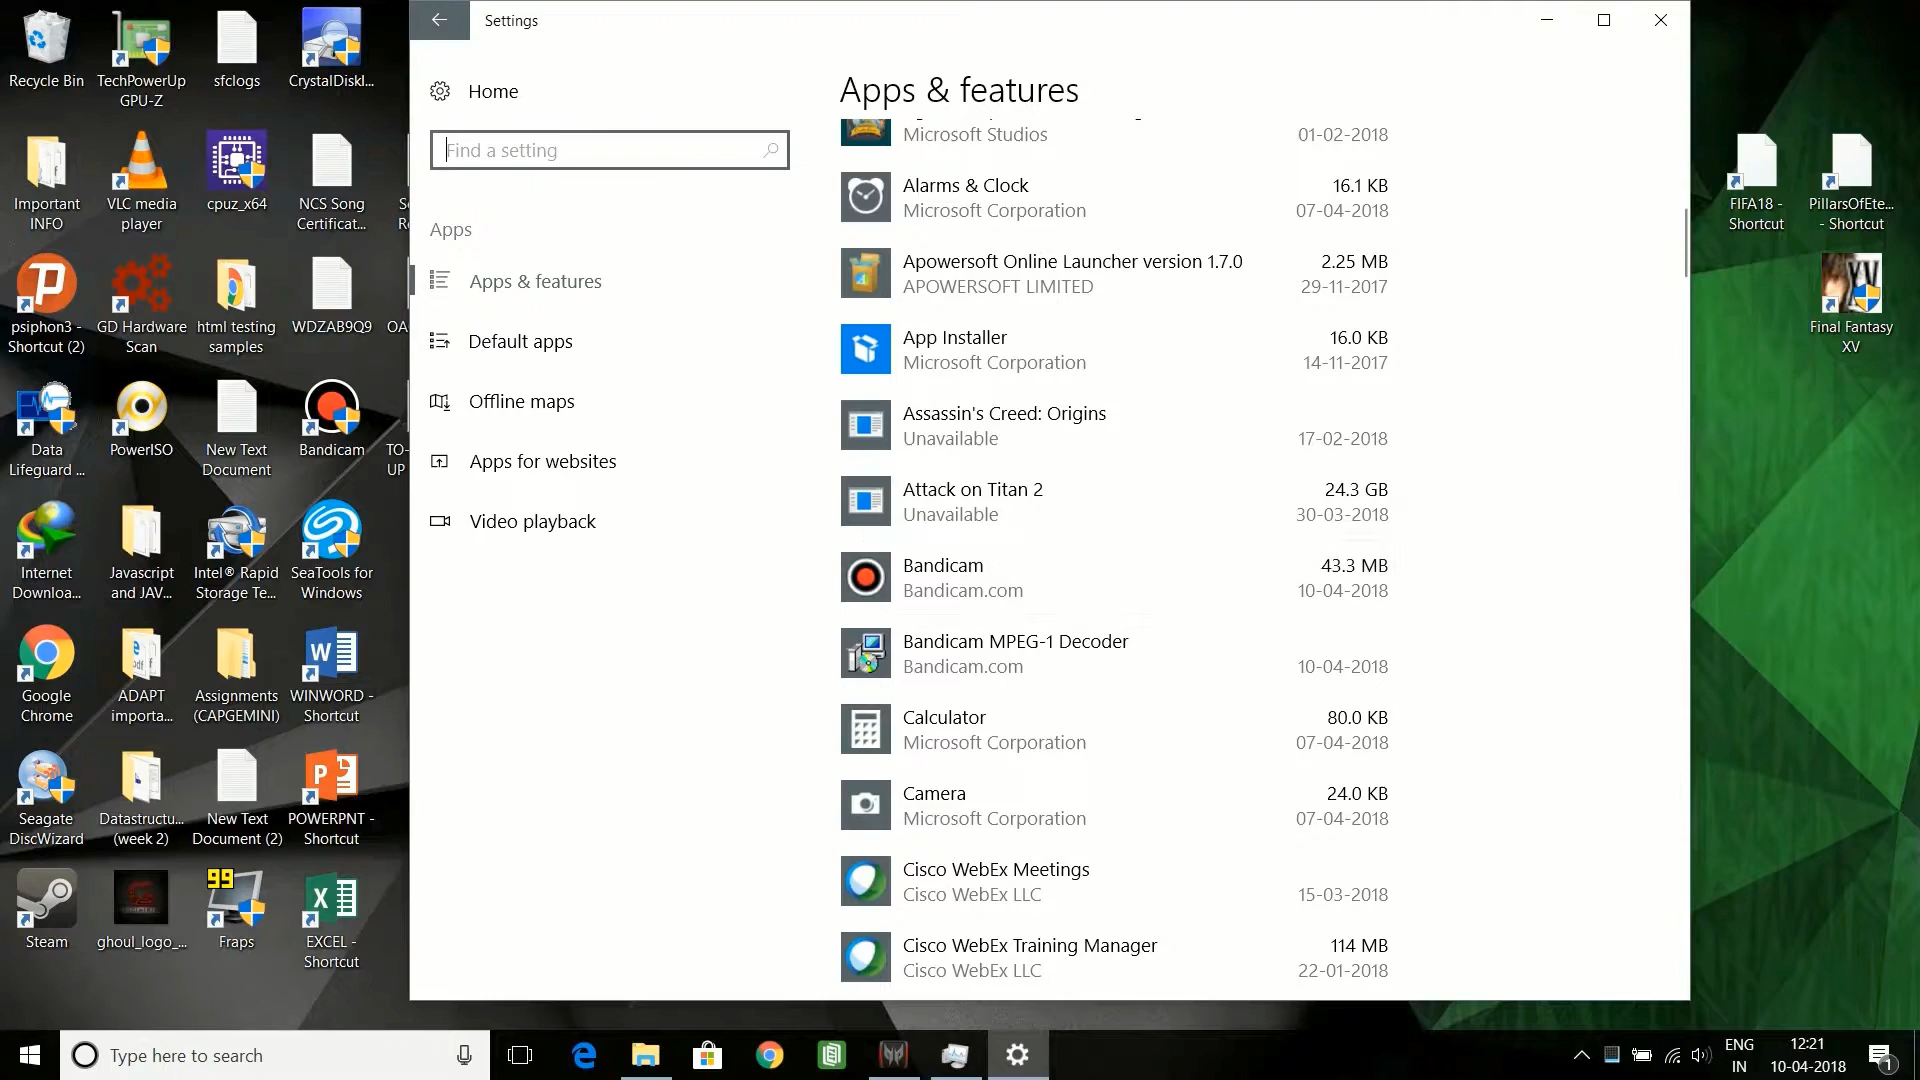 Recycle Bin
TechPowerUp
GPU-Z
sfclogs
CrystalDiskI...
Important
INFO
VLC media
player
cpuz_x64
NCS Song
Certificat...
psiphon3 -
Shortcut (2)
GD Hardware
Scan
html testing
samples
WDZAB9Q9
Data
Lifeguard ...
PowerISO
New Text
Document
Bandicam
TO-
UP
Internet
Downloa...
Javascript
and JAV...
Intel® Rapid
Storage Te...
SeaTools for
Windows
Google
Chrome
ADAPT
importa...
Assignments
(CAPGEMINI)
WINWORD -
Shortcut
Seagate
DiscWizard
Datastructu...
(week 2)
New Text
Document (2)
POWERPNT -
Shortcut
Steam
ghoul_logo_...
99
Fraps
EXCEL -
Shortcut
Settings
Home
Find a setting
Apps
Apps & features
Default apps
Offline maps
Apps for websites
Video playback
Apps & features
Microsoft Studios 01-02-2018
Alarms & Clock 16.1 KB
Microsoft Corporation 07-04-2018
Apowersoft Online Launcher version 1.7.0 2.25 MB
APOWERSOFT LIMITED 29-11-2017
App Installer 16.0 KB
Microsoft Corporation 14-11-2017
Assassin's Creed: Origins
Unavailable 17-02-2018
Attack on Titan 2 24.3 GB
Unavailable 30-03-2018
Bandicam 43.3 MB
Bandicam.com 10-04-2018
Bandicam MPEG-1 Decoder
Bandicam.com 10-04-2018
Calculator 80.0 KB
Microsoft Corporation 07-04-2018
Camera 24.0 KB
Microsoft Corporation 07-04-2018
Cisco WebEx Meetings
Cisco WebEx LLC 15-03-2018
Cisco WebEx Training Manager 114 MB
Cisco WebEx LLC 22-01-2018
FIFA18 -
Shortcut
PillarsOfEte...
- Shortcut
Final Fantasy
XV
Type here to search
ENG
IN
12:21
10-04-2018
1